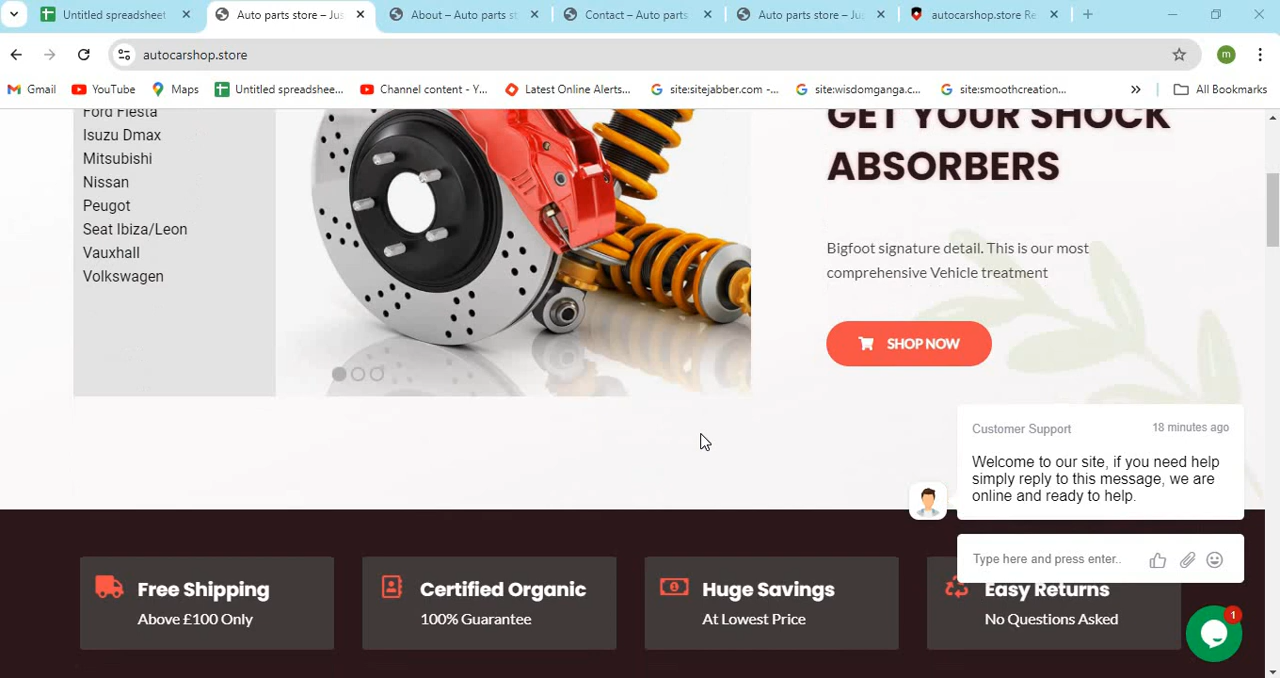 Untitled spreadsheet
Auto parts store – Jus
About – Auto parts st
Contact – Auto parts
Auto parts store – Jus
autocarshop.store Re
autocarshop.store
m
Gmail
YouTube
Maps
Untitled spreadshee...
Channel content - Y...
Latest Online Alerts...
site:sitejabber.com -...
site:wisdomganga.c...
site:smoothcreation...
All Bookmarks
Ford Fiesta
Isuzu Dmax
Mitsubishi
Nissan
Peugot
Seat Ibiza/Leon
Vauxhall
Volkswagen
GET YOUR SHOCK
ABSORBERS
Bigfoot signature detail. This is our most
comprehensive Vehicle treatment
SHOP NOW
Customer Support
18 minutes ago
Welcome to our site, if you need help
simply reply to this message, we are
online and ready to help.
Type here and press enter..
Free Shipping
Above £100 Only
Certified Organic
100% Guarantee
Huge Savings
At Lowest Price
Easy Returns
No Questions Asked
1